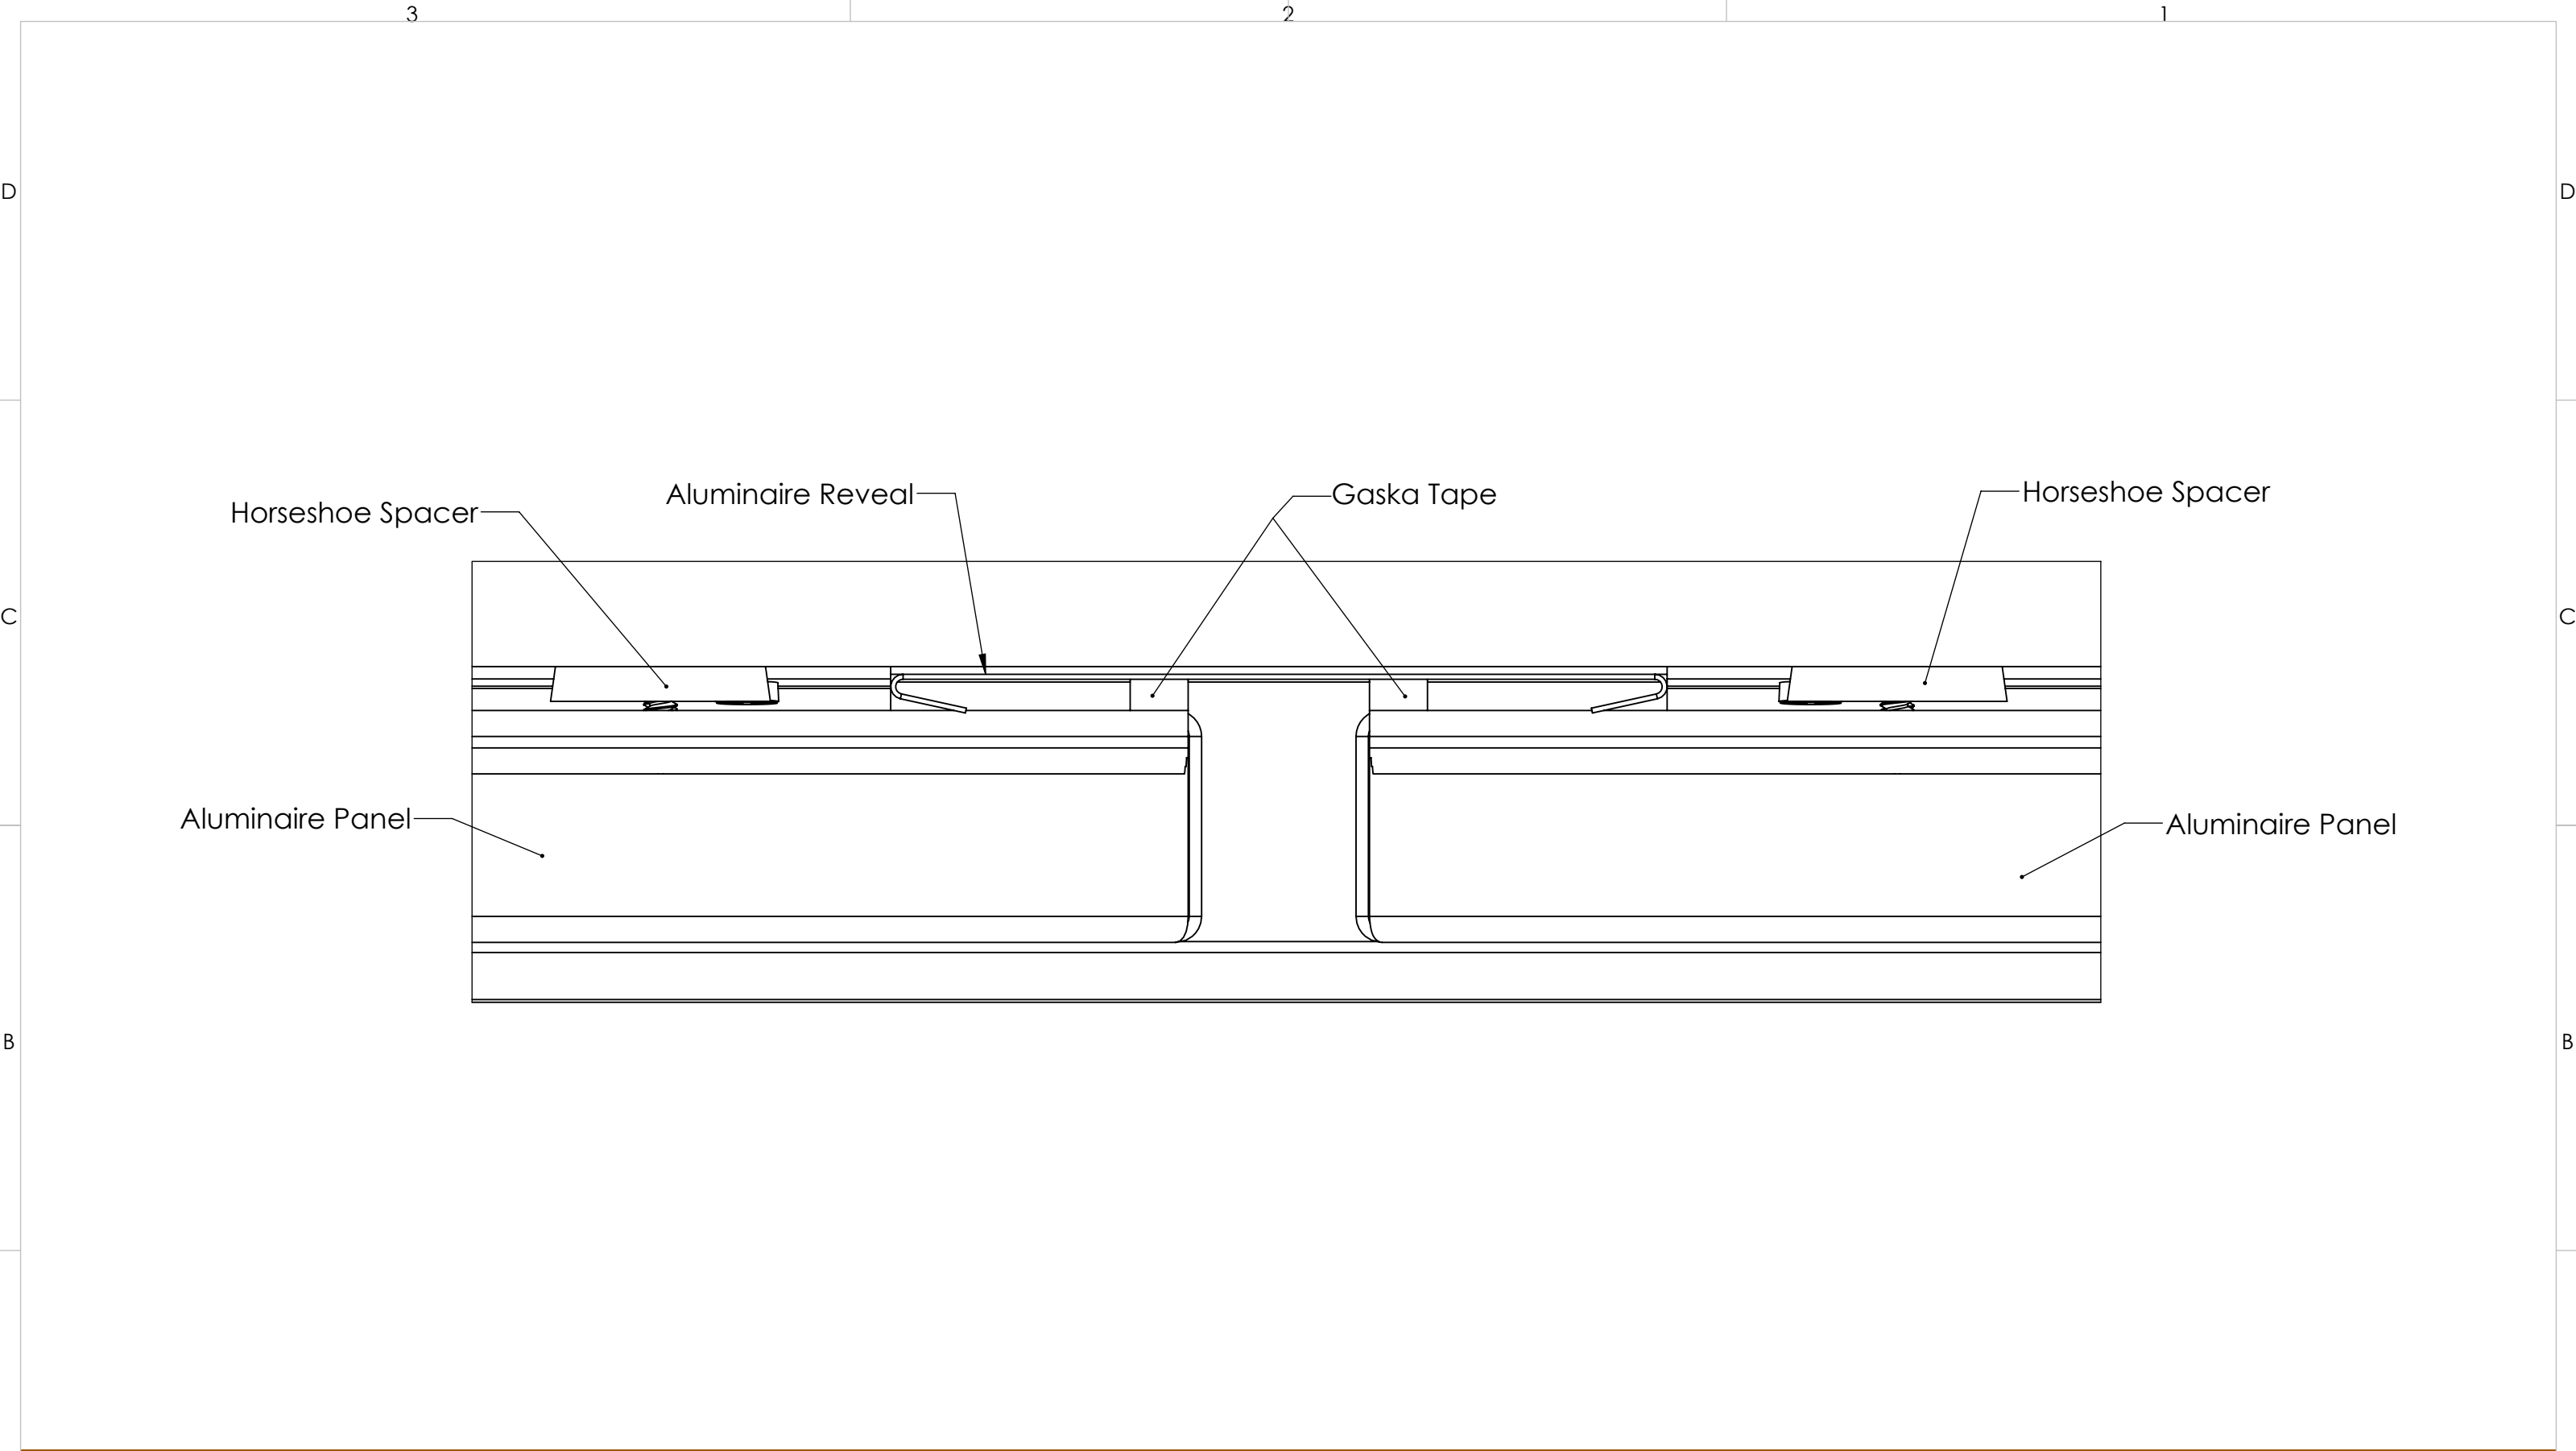 3 2 1
D D
Horseshoe Spacer
Aluminaire Reveal
Gaska Tape
Horseshoe Spacer
C C
Aluminaire Panel
Aluminaire Panel
B B